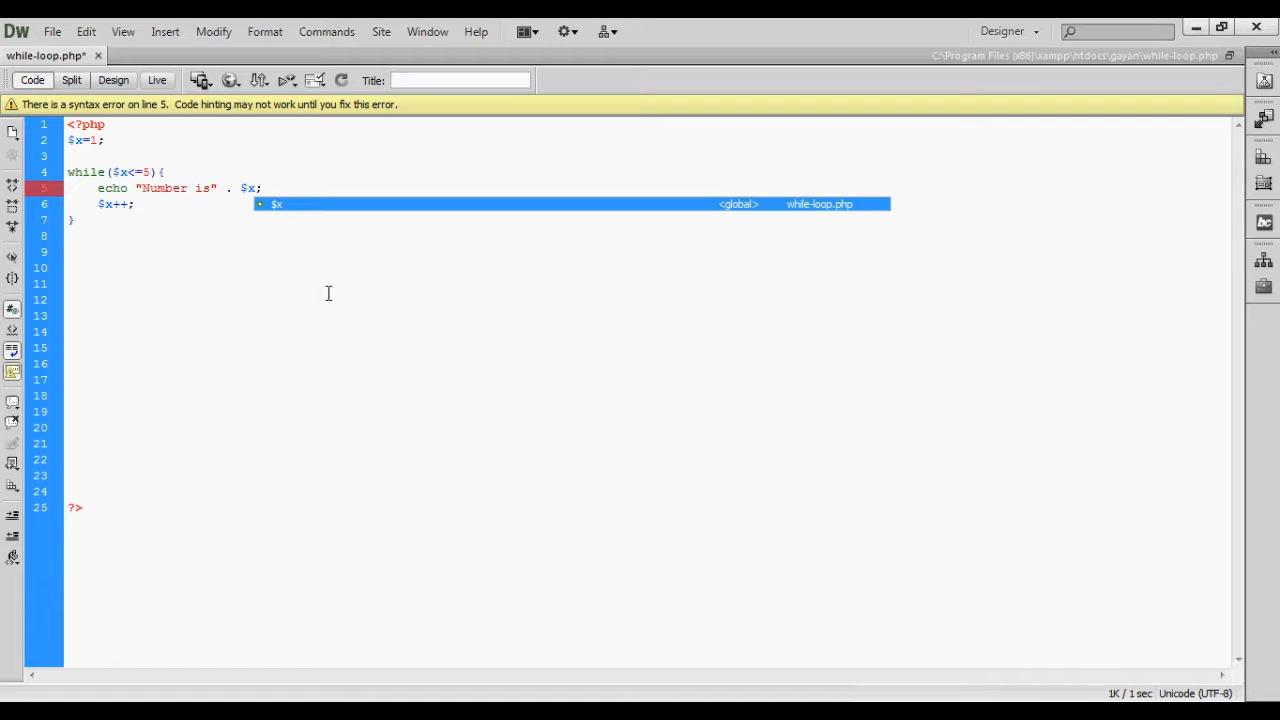 Dw File Edit View Insert Modify Format Commands Site Window Help Designer
while-loop.php* × C:\Program Files (x86)\xampp\htdocs\gayan\while-loop.php
Code Split Design Live Title:
There is a syntax error on line 5. Code hinting may not work until you fix this error.
1 <?php
2 $x=1;
3
4 while($x<=5){
5 echo "Number is" . $x;
6 $x++; $x <global> while-loop.php
7 }
8
9
10
11
12
13
14
15
16
17
18
19
20
21
22
23
24
25 ?>
1K / 1 sec Unicode (UTF-8)